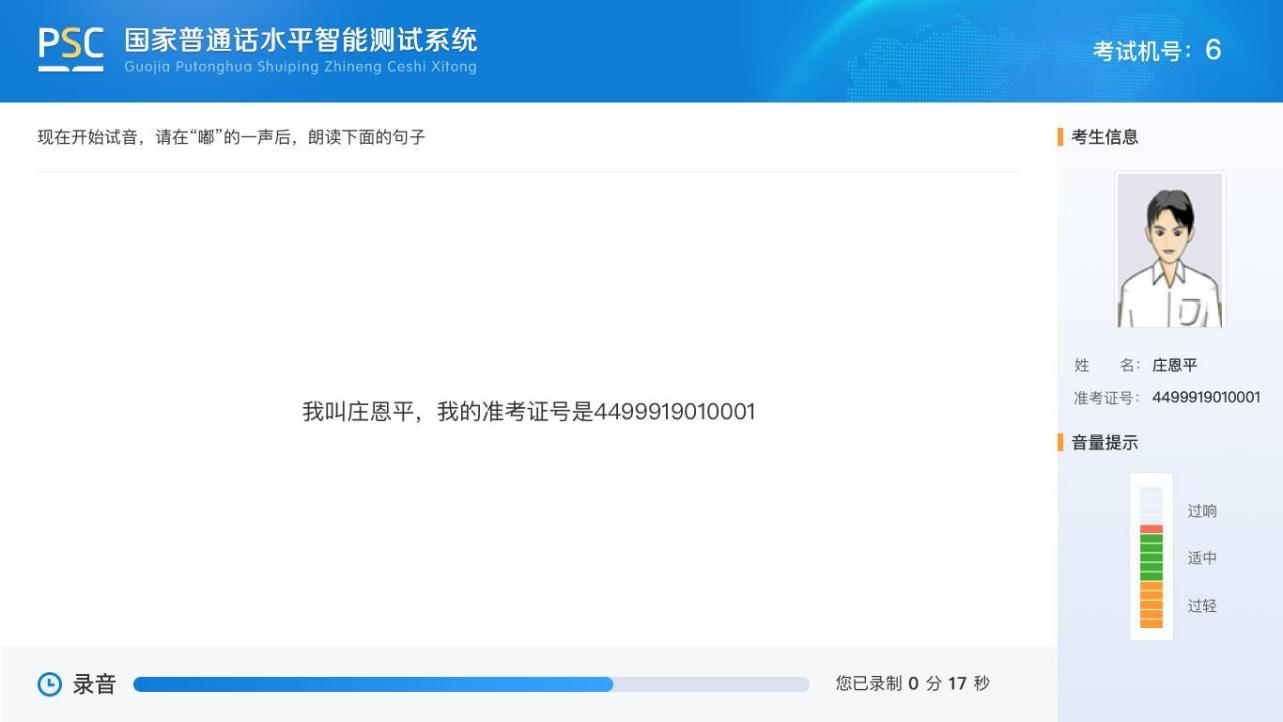 PSC 国家普通话水平智能测试系统
Guojia Putonghua Shuiping Zhineng Ceshi Xitong
考试机号：6
现在开始试音，请在“嘟”的一声后，朗读下面的句子
我叫庄恩平，我的准考证号是4499919010001
录音
您已录制 0 分 17 秒
考生信息
姓 名：庄恩平
准考证号：4499919010001
音量提示
过响
适中
过轻